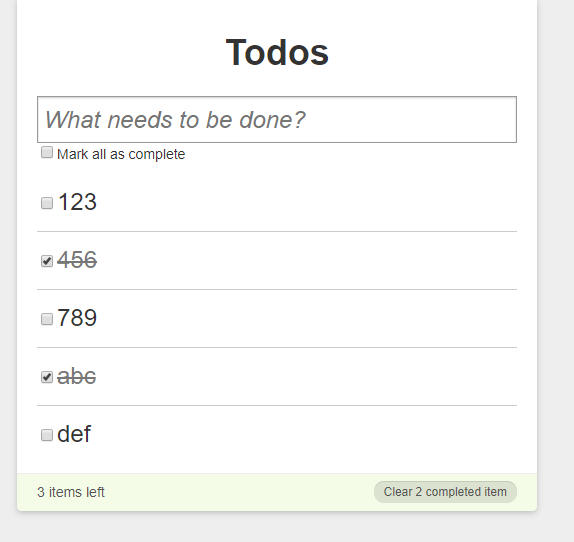 Todos
What needs to be done?
Mark all as complete
123
456
789
abc
def
3 items left
Clear 2 completed item